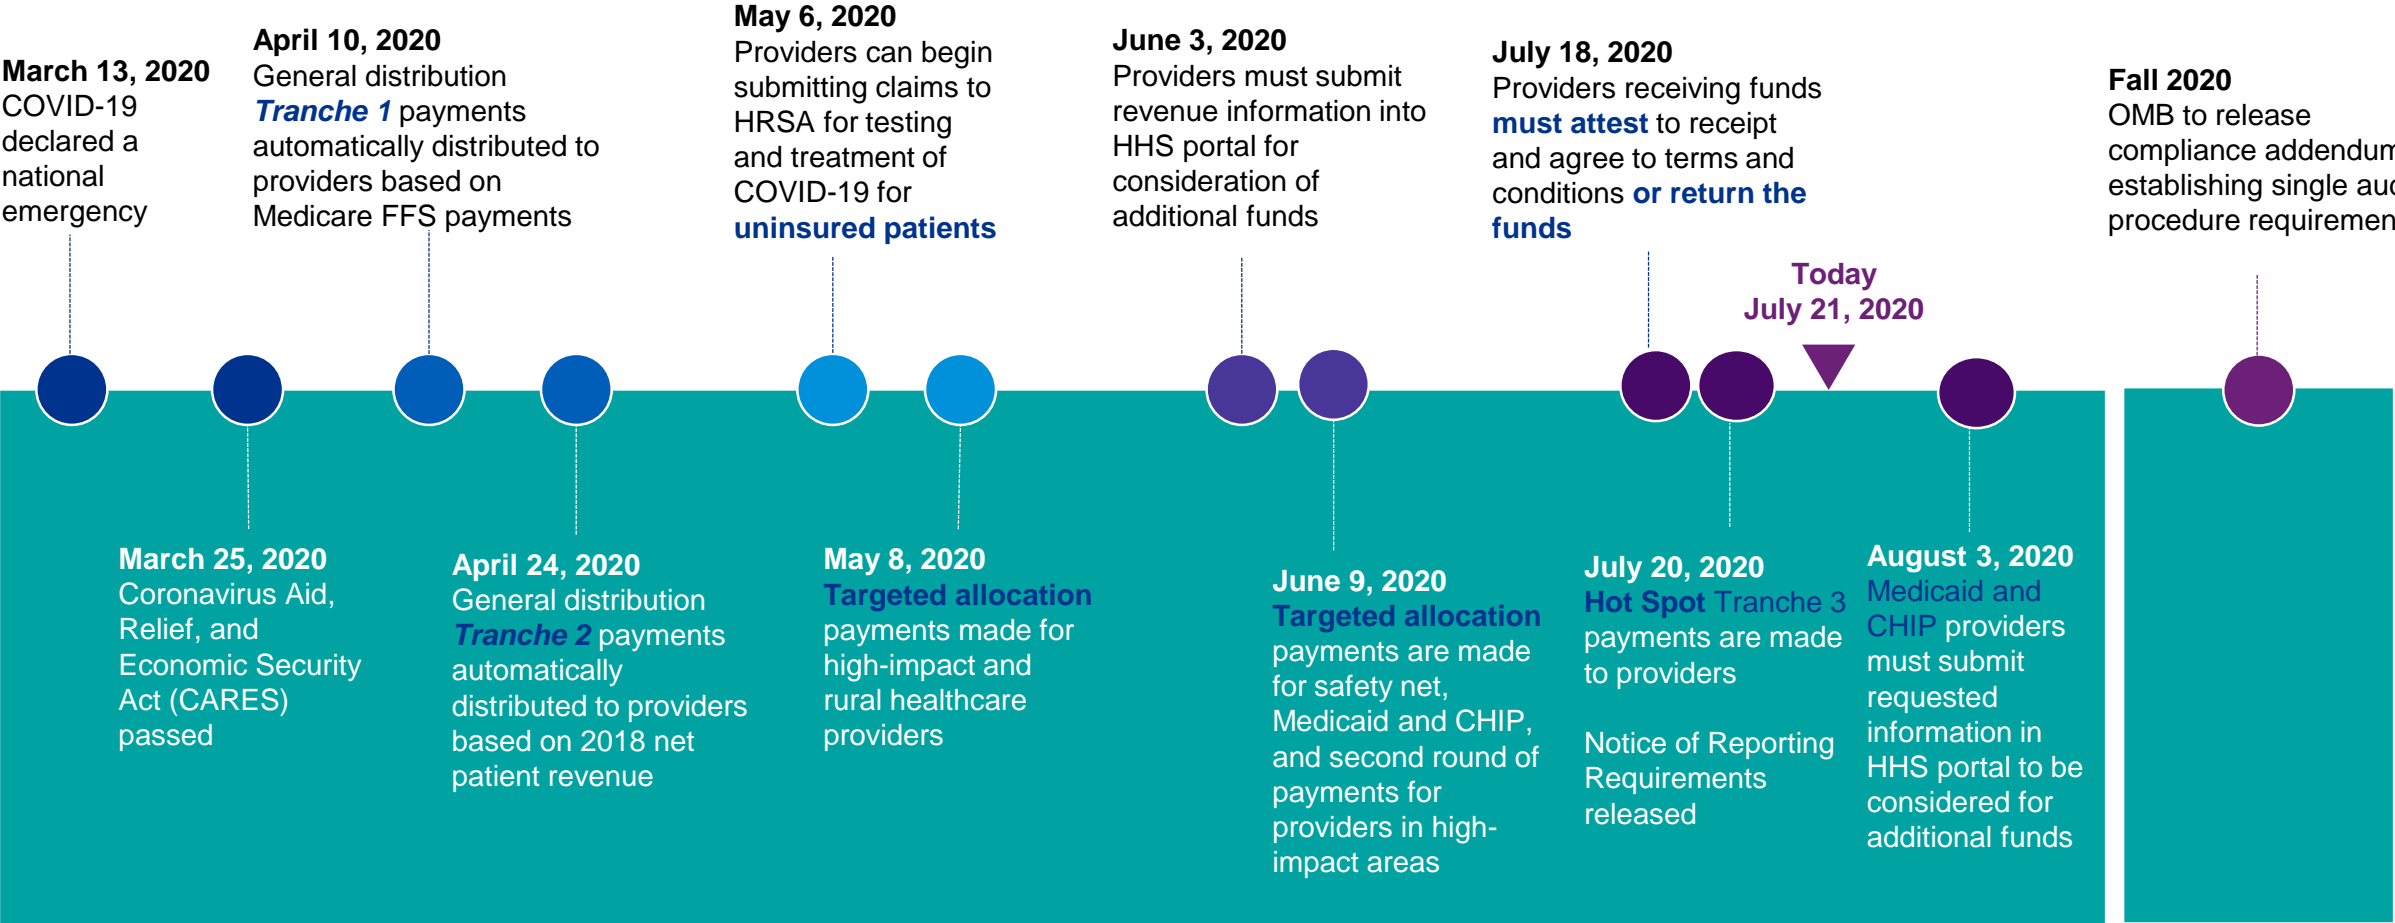 March 13, 2020
COVID-19
declared a
national
emergency
April 10, 2020
General distribution
Tranche 1 payments
automatically distributed to
providers based on
Medicare FFS payments
May 6, 2020
Providers can begin
submitting claims to
HRSA for testing
and treatment of
COVID-19 for
uninsured patients
June 3, 2020
Providers must submit
revenue information into
HHS portal for
consideration of
additional funds
July 18, 2020
Providers receiving funds
must attest to receipt
and agree to terms and
conditions or return the
funds
Today
July 21, 2020
Fall 2020
OMB to release
compliance addendum
establishing single
procedure
March 25, 2020
Coronavirus Aid,
Relief, and
Economic Security
Act (CARES)
passed
April 24, 2020
General distribution
Tranche 2 payments
automatically
distributed to providers
based on 2018 net
patient revenue
May 8, 2020
Targeted allocation
payments made for
high-impact and
rural healthcare
providers
June 9, 2020
Targeted allocation
payments are made
for safety net,
Medicaid and CHIP,
and second round of
payments for
providers in high-
impact areas
July 20, 2020
Hot Spot Tranche 3
payments are made
to providers
Notice of Reporting
Requirements
released
August 3, 2020
Medicaid and
CHIP providers
must submit
requested
information in
HHS portal to be
considered for
additional funds